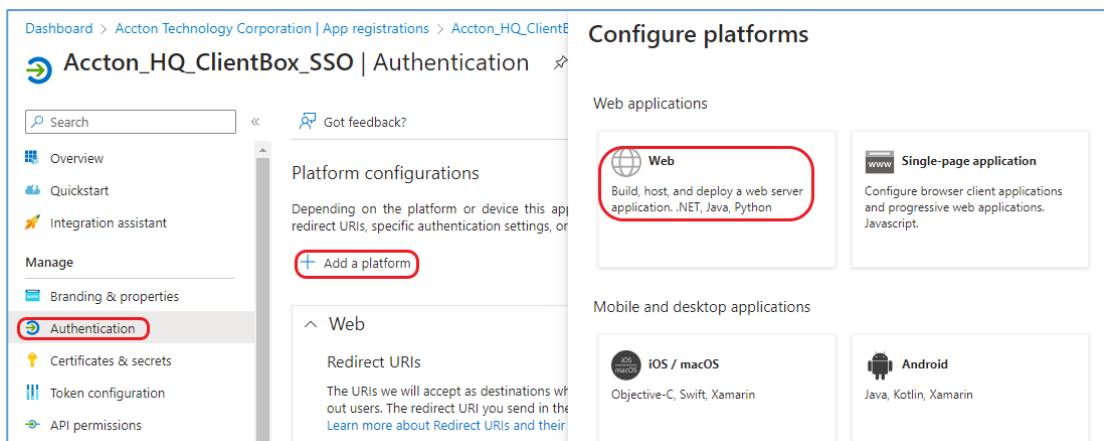 Dashboard > Accton Technology Corporation | App registrations > Accton_HQ_ClientB
Accton_HQ_ClientBox_SSO | Authentication
Search
«
Overview
Quickstart
Integration assistant
Manage
Branding & properties
Authentication
Certificates & secrets
Token configuration
API permissions
Got feedback?
Platform configurations
Depending on the platform or device this app
redirect URIs, specific authentication settings, or
+ Add a platform
Web
Redirect URIs
The URIs we will accept as destinations wh
out users. The redirect URI you send in the
Learn more about Redirect URIs and their
Configure platforms
Web applications
Web
Build, host, and deploy a web server
application. .NET, Java, Python
www
Single-page application
Configure browser client applications
and progressive web applications.
Javascript.
Mobile and desktop applications
iOS
macOS
iOS / macOS
Objective-C, Swift, Xamarin
Android
Java, Kotlin, Xamarin